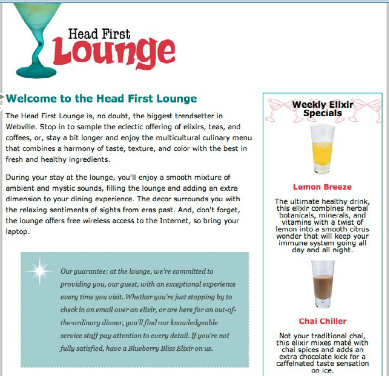 Head First
Lounge
Welcome to the Head First Lounge
The Head First Lounge is, no doubt, the biggest trendsetter in
Webville. Stop in to sample the eclectic offering of elixirs, teas, and
coffees, or, stay a bit longer and enjoy the multicultural culinary menu
that combines a harmony of taste, texture, and color with the best in
fresh and healthy ingredients.
During your stay at the lounge, you'll enjoy a smooth mixture of
ambient and mystic sounds, filling the lounge and adding an extra
dimension to your dining experience. The decor surrounds you with
the relaxing sentiments of sights from eras past. And, don't forget,
the lounge offers free wireless access to the Internet, so bring your
laptop.
Our guarantee: at the lounge, we're committed to
providing you, our guest, with an exceptional experience
every time you visit. Whether you're just stopping by to
check in on email over an elixir, or are here for an out-of-
the-ordinary dinner, you'll find our knowledgeable
service staff pay attention to every detail. If you're not
fully satisfied, have a Blueberry Bliss Elixir on us.
Weekly Elixir
Specials
Lemon Breeze
The ultimate healthy drink,
this elixir combines herbal
botanicals, minerals, and
vitamins with a twist of
lemon into a smooth citrus
wonder that will keep your
immune system going all
day and all night.
Chai Chiller
Not your traditional chai,
this elixir mixes maté with
chai spices and adds an
extra chocolate kick for a
caffeinated taste sensation
on ice.